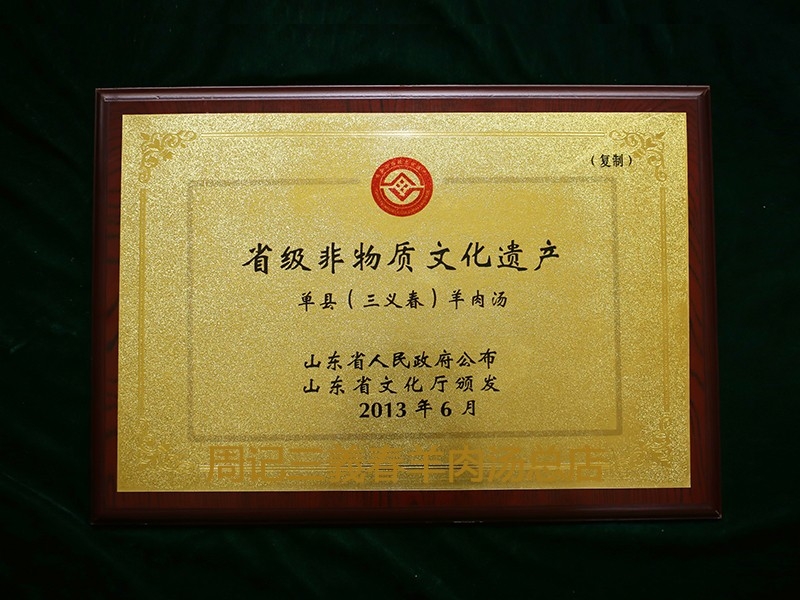 （复制）
省级非物质文化遗产
单县（三义春）羊肉汤
山东省人民政府公布
山东省文化厅颁发
2013年6月
周记三義春羊肉汤总店